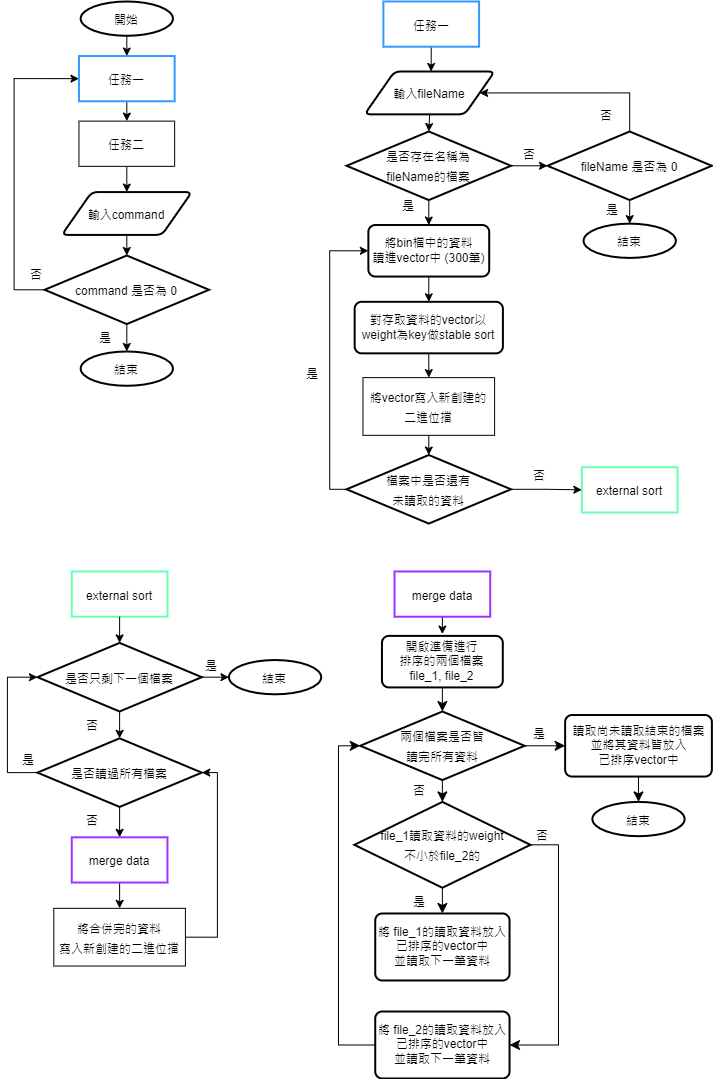 開始
任務一
任務二
輸入command
否
command 是否為 0
是
結束
任務一
輸入fileName
否
是否存在名稱為
fileName的檔案
否
fileName 是否為 0
是
是
結束
將bin檔中的資料
讀進vector中 (300筆)
對存取資料的vector以
weight為key做stable sort
是
將vector寫入新創建的
二進位擋
檔案中是否還有
未讀取的資料
否
external sort
external sort
是否只剩下一個檔案
是
結束
否
是
是否讀過所有檔案
否
merge data
將合併完的資料
寫入新創建的二進位擋
merge data
開啟準備進行
排序的兩個檔案
file_1, file_2
兩個檔案是否皆
讀完所有資料
是
讀取尚未讀取結束的檔案
並將其資料皆放入
已排序vector中
結束
否
file_1讀取資料的weight
不小於file_2的
否
是
將 file_1的讀取資料放入
已排序的vector中
並讀取下一筆資料
將 file_2的讀取資料放入
已排序的vector中
並讀取下一筆資料